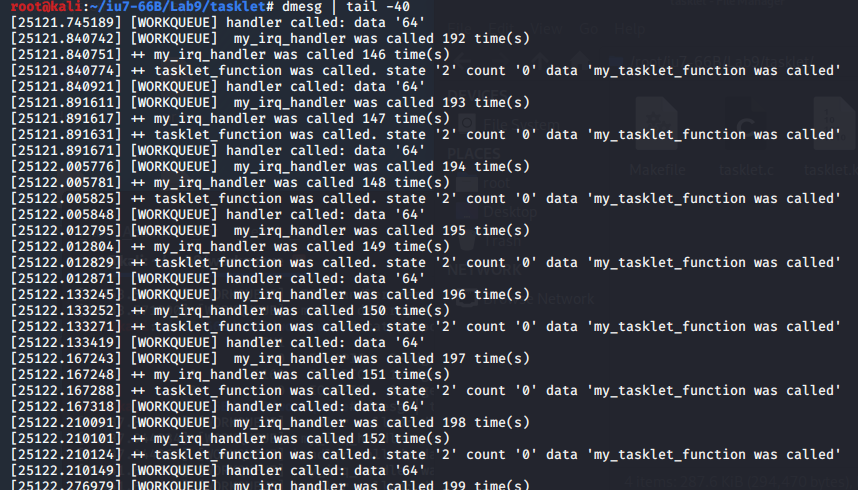 root@kali:~/iu7-66B/Lab9/tasklet# dmesg | tail -40
[25121.745189] [WORKQUEUE] handler called: data '64'
[25121.840742] [WORKQUEUE]  my_irq_handler was called 192 time(s)
[25121.840751] ++ my_irq_handler was called 146 time(s)
[25121.840774] ++ tasklet_function was called. state '2' count '0' data 'my_tasklet_function was called'
[25121.840921] [WORKQUEUE] handler called: data '64'
[25121.891611] [WORKQUEUE]  my_irq_handler was called 193 time(s)
[25121.891617] ++ my_irq_handler was called 147 time(s)
[25121.891631] ++ tasklet_function was called. state '2' count '0' data 'my_tasklet_function was called'
[25121.891671] [WORKQUEUE] handler called: data '64'
[25122.005776] [WORKQUEUE]  my_irq_handler was called 194 time(s)
[25122.005781] ++ my_irq_handler was called 148 time(s)
[25122.005825] ++ tasklet_function was called. state '2' count '0' data 'my_tasklet_function was called'
[25122.005848] [WORKQUEUE] handler called: data '64'
[25122.012795] [WORKQUEUE]  my_irq_handler was called 195 time(s)
[25122.012804] ++ my_irq_handler was called 149 time(s)
[25122.012829] ++ tasklet_function was called. state '2' count '0' data 'my_tasklet_function was called'
[25122.012871] [WORKQUEUE] handler called: data '64'
[25122.133245] [WORKQUEUE]  my_irq_handler was called 196 time(s)
[25122.133252] ++ my_irq_handler was called 150 time(s)
[25122.133271] ++ tasklet_function was called. state '2' count '0' data 'my_tasklet_function was called'
[25122.133419] [WORKQUEUE] handler called: data '64'
[25122.167243] [WORKQUEUE]  my_irq_handler was called 197 time(s)
[25122.167248] ++ my_irq_handler was called 151 time(s)
[25122.167288] ++ tasklet_function was called. state '2' count '0' data 'my_tasklet_function was called'
[25122.167318] [WORKQUEUE] handler called: data '64'
[25122.210091] [WORKQUEUE]  my_irq_handler was called 198 time(s)
[25122.210101] ++ my_irq_handler was called 152 time(s)
[25122.210124] ++ tasklet_function was called. state '2' count '0' data 'my_tasklet_function was called'
[25122.210149] [WORKQUEUE] handler called: data '64'
[25122.276979] [WORKQUEUE]  my_irq_handler was called 199 time(s)
DEVICES
File System
PLACES
root
Desktop
Trash
NETWORK
Network
Makefile
tasklet.c